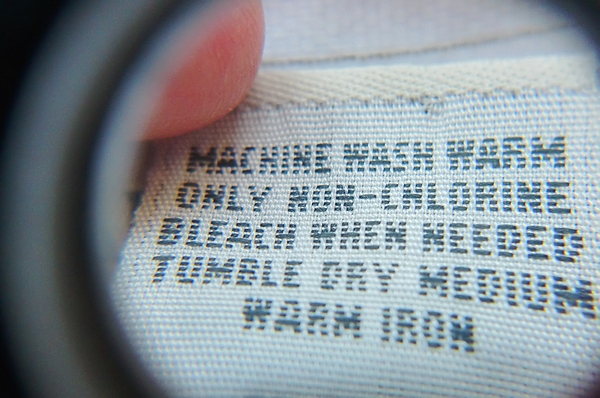 MACHINE WASH WARM
ONLY NON-CHLORINE
BLEACH WHEN NEEDED
TUMBLE DRY MEDIUM
WARM IRON